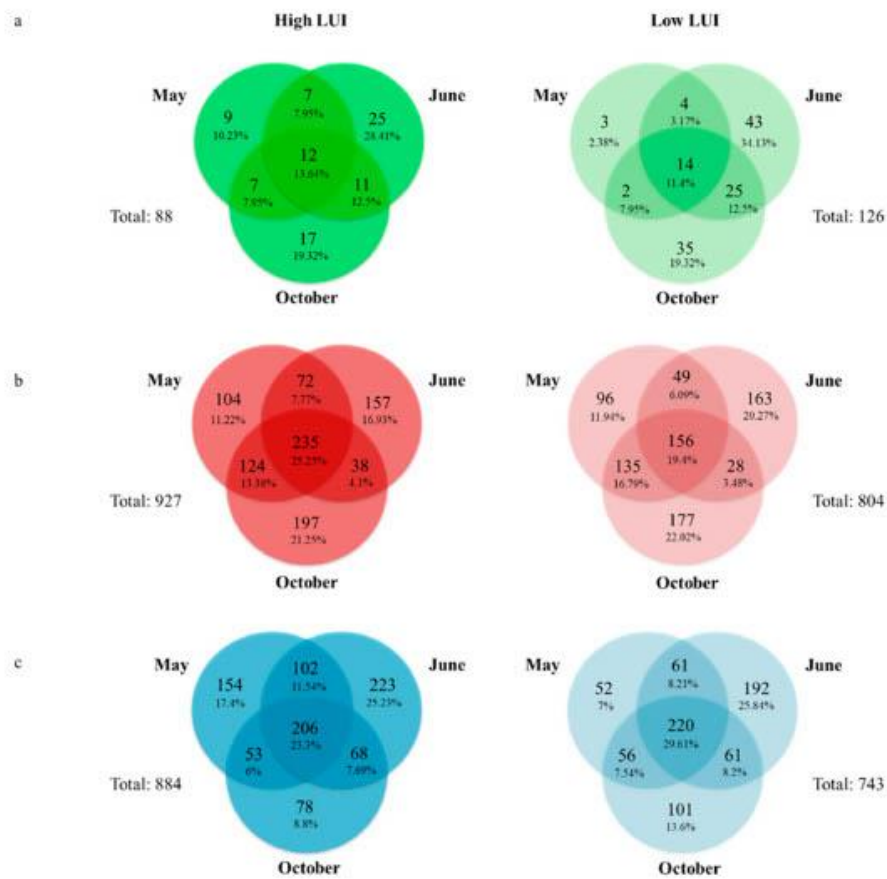 a
High LUI
Low LUI
May
7
7.95%
June
9
10.23%
25
28.41%
12
13.64%
7
7.95%
11
12.5%
Total: 88
17
19.32%
October
May
4
3.17%
June
3
2.38%
43
34.13%
14
11.4%
2
7.95%
25
12.5%
Total: 126
35
19.32%
October
b
May
72
7.77%
June
104
11.22%
157
16.93%
235
25.25%
124
13.38%
38
4.1%
Total: 927
197
21.25%
October
May
49
6.09%
June
96
11.94%
163
20.27%
156
19.4%
135
16.79%
28
3.48%
Total: 804
177
22.02%
October
c
May
102
11.54%
June
154
17.4%
223
25.23%
206
23.3%
53
6%
68
7.69%
Total: 884
78
8.8%
October
May
61
8.21%
June
52
7%
192
25.84%
220
29.61%
56
7.54%
61
8.2%
Total: 743
101
13.6%
October